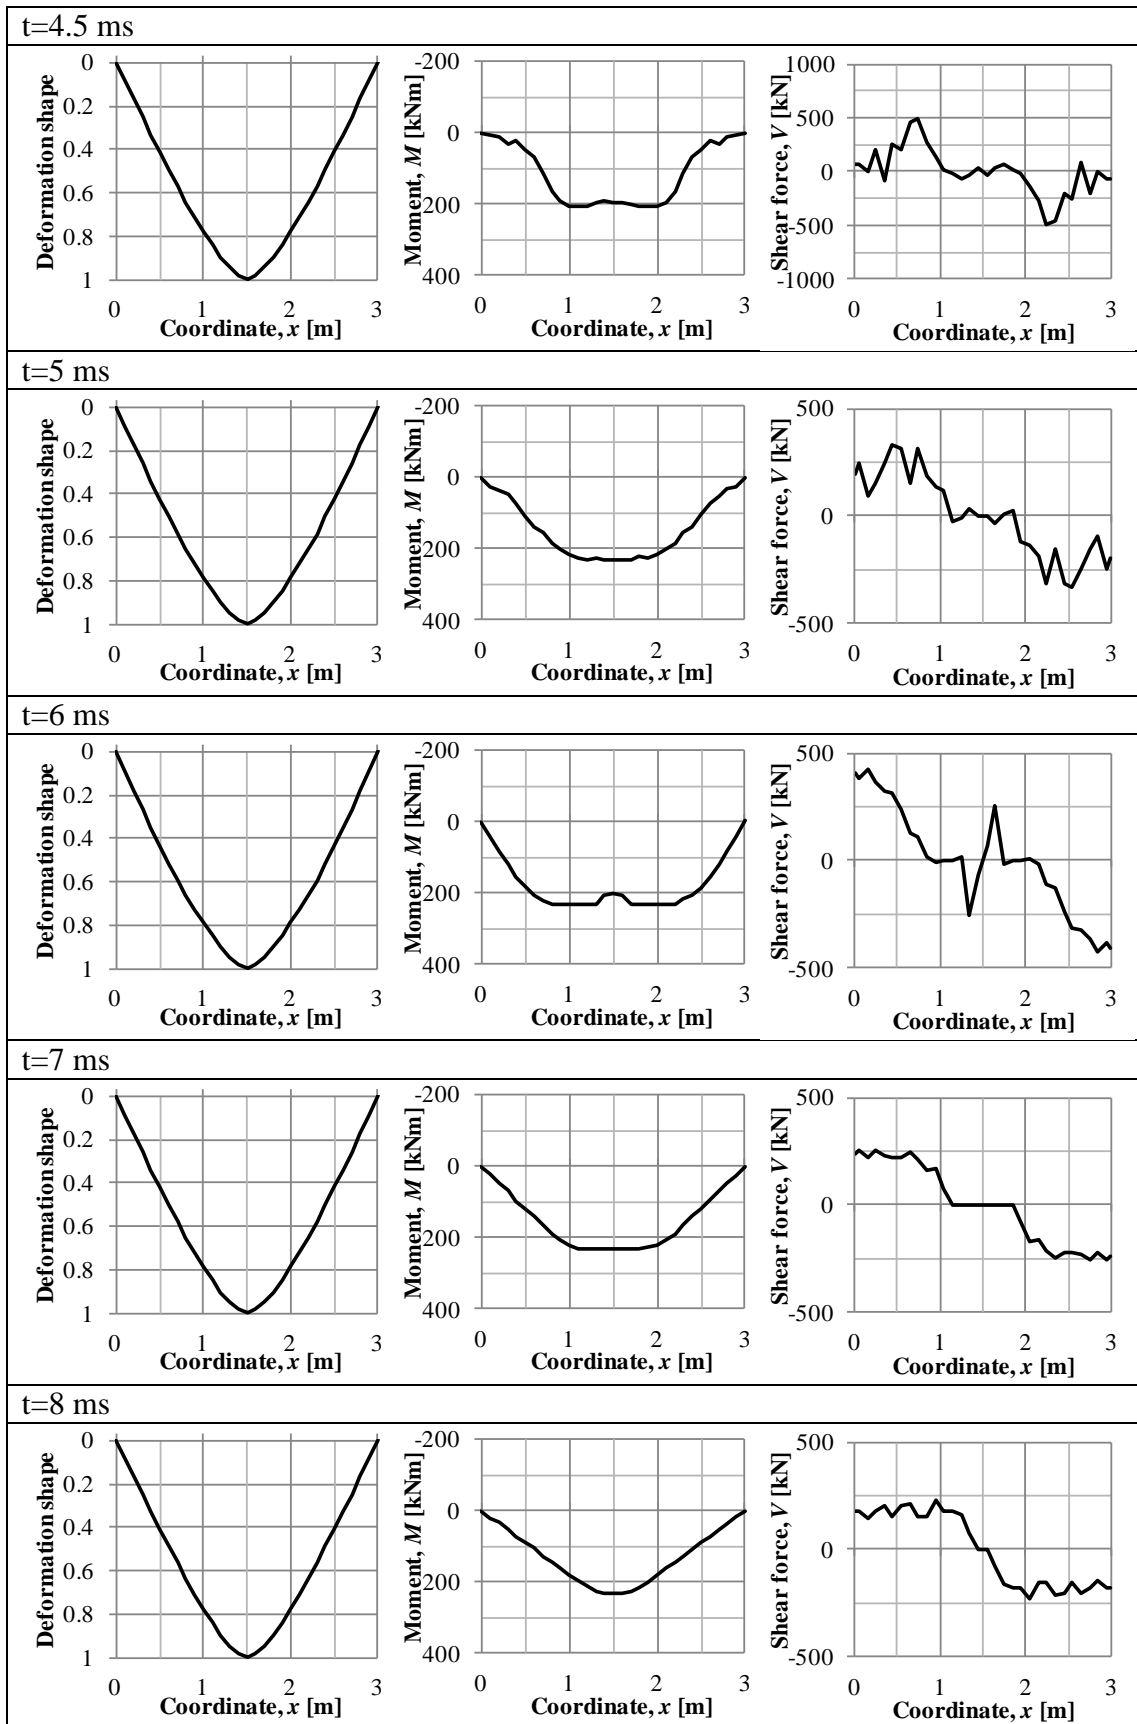 t=4.5 ms
Deformation shape
0
0.2
0.4
0.6
0.8
1
0 1 2 3
Coordinate, x [m]
Moment, M [kNm]
-200
0
200
400
0 1 2 3
Coordinate, x [m]
Shear force, V [kN]
1000
500
0
-500
-1000
0 1 2 3
Coordinate, x [m]
t=5 ms
Deformation shape
0
0.2
0.4
0.6
0.8
1
0 1 2 3
Coordinate, x [m]
Moment, M [kNm]
-200
0
200
400
0 1 2 3
Coordinate, x [m]
Shear force, V [kN]
500
0
-500
0 1 2 3
Coordinate, x [m]
t=6 ms
Deformation shape
0
0.2
0.4
0.6
0.8
1
0 1 2 3
Coordinate, x [m]
Moment, M [kNm]
-200
0
200
400
0 1 2 3
Coordinate, x [m]
Shear force, V [kN]
500
0
-500
0 1 2 3
Coordinate, x [m]
t=7 ms
Deformation shape
0
0.2
0.4
0.6
0.8
1
0 1 2 3
Coordinate, x [m]
Moment, M [kNm]
-200
0
200
400
0 1 2 3
Coordinate, x [m]
Shear force, V [kN]
500
0
-500
0 1 2 3
Coordinate, x [m]
t=8 ms
Deformation shape
0
0.2
0.4
0.6
0.8
1
0 1 2 3
Coordinate, x [m]
Moment, M [kNm]
-200
0
200
400
0 1 2 3
Coordinate, x [m]
Shear force, V [kN]
500
0
-500
0 1 2 3
Coordinate, x [m]